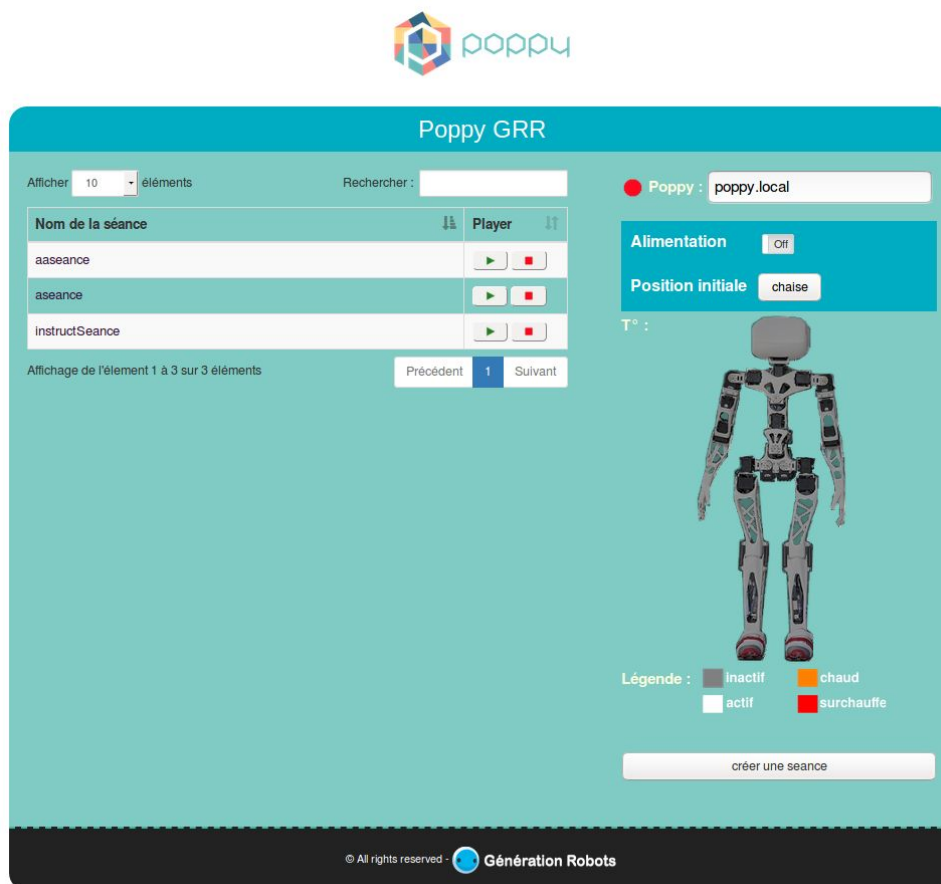 poppy
Poppy GRR
Afficher 10 éléments
Rechercher :
Nom de la séance Player
aaseance
aseance
instructSeance
Affichage de l'élement 1 à 3 sur 3 éléments
Précédent 1 Suivant
Poppy : poppy.local
Alimentation Off
Position initiale chaise
T° :
Légende : inactif chaud
actif surchauffe
créer une seance
© All rights reserved - Génération Robots